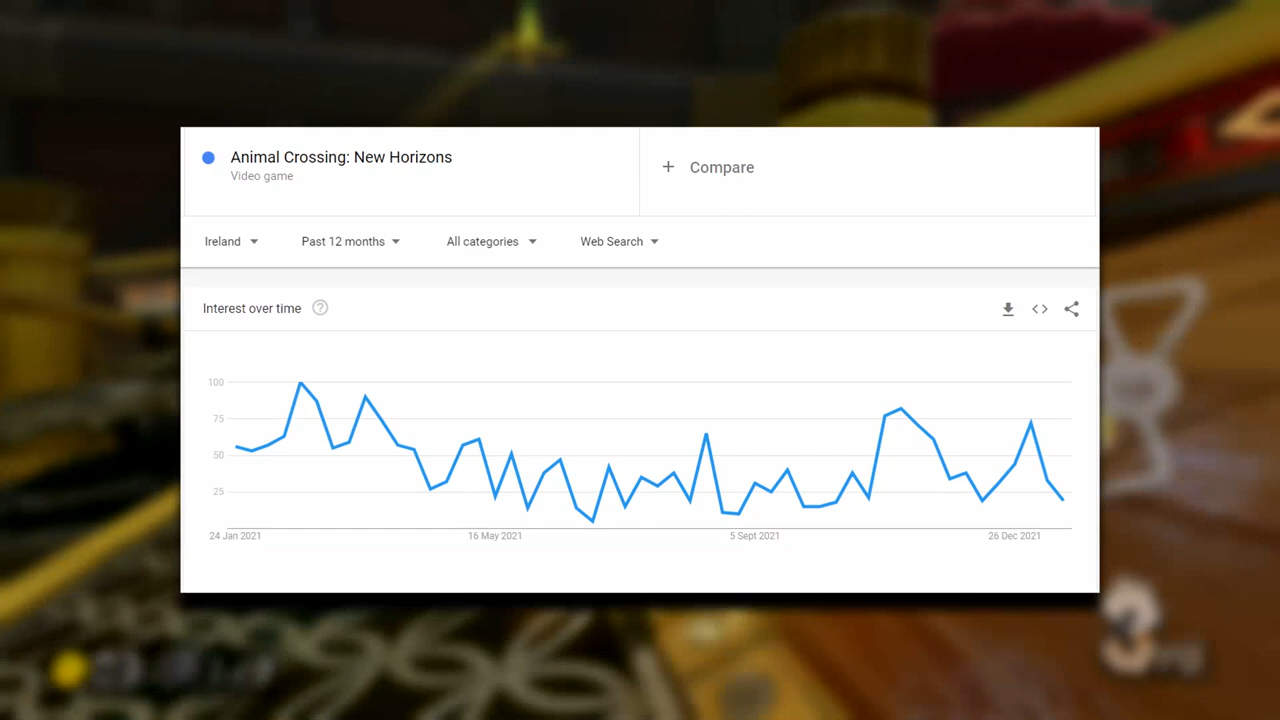 Animal Crossing: New Horizons
Video game
+ Compare
Ireland
Past 12 months
All categories
Web Search
Interest over time ?
100
75
50
25
24 Jan 2021
16 May 2021
5 Sept 2021
26 Dec 2021
3